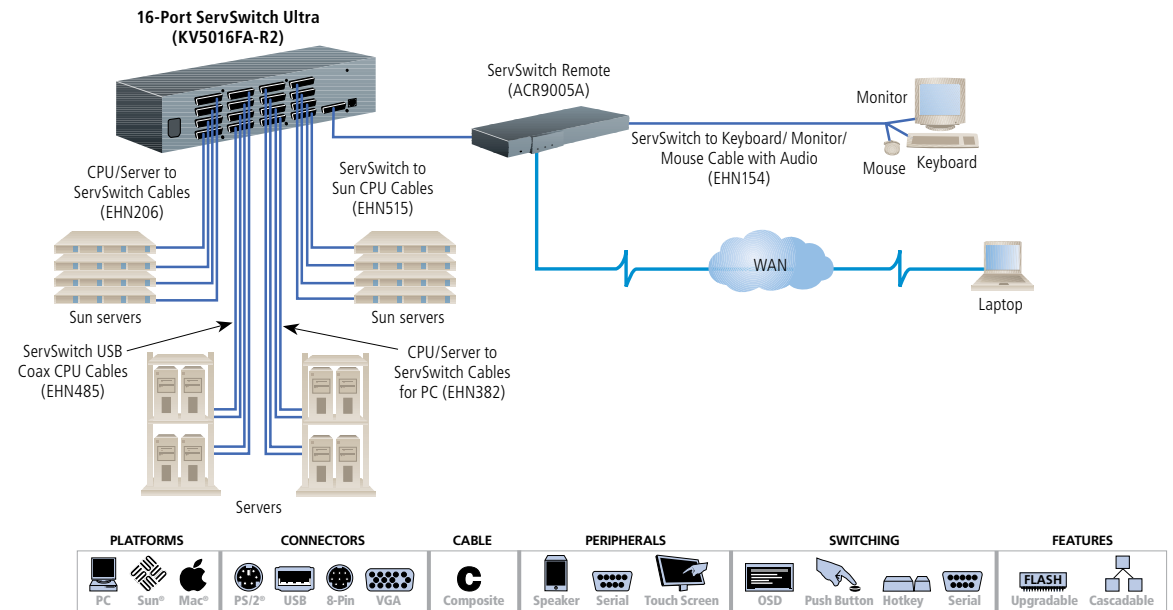 16-Port ServSwitch Ultra
(KV5016FA-R2)
ServSwitch Remote
(ACR9005A)
Monitor
ServSwitch to Keyboard/ Monitor/
Mouse Cable with Audio
(EHN154)
Mouse
Keyboard
CPU/Server to
ServSwitch Cables
(EHN206)
ServSwitch to
Sun CPU Cables
(EHN515)
WAN
Laptop
Sun servers
Sun servers
ServSwitch USB
Coax CPU Cables
(EHN485)
CPU/Server to
ServSwitch Cables
for PC (EHN382)
Servers
PLATFORMS
PC
Sun®
Mac®
CONNECTORS
PS/2®
USB
8-Pin
VGA
CABLE
C
Composite
PERIPHERALS
Speaker
Serial
Touch Screen
SWITCHING
OSD
Push Button
Hotkey
Serial
FEATURES
FLASH
Upgradable
Cascadable